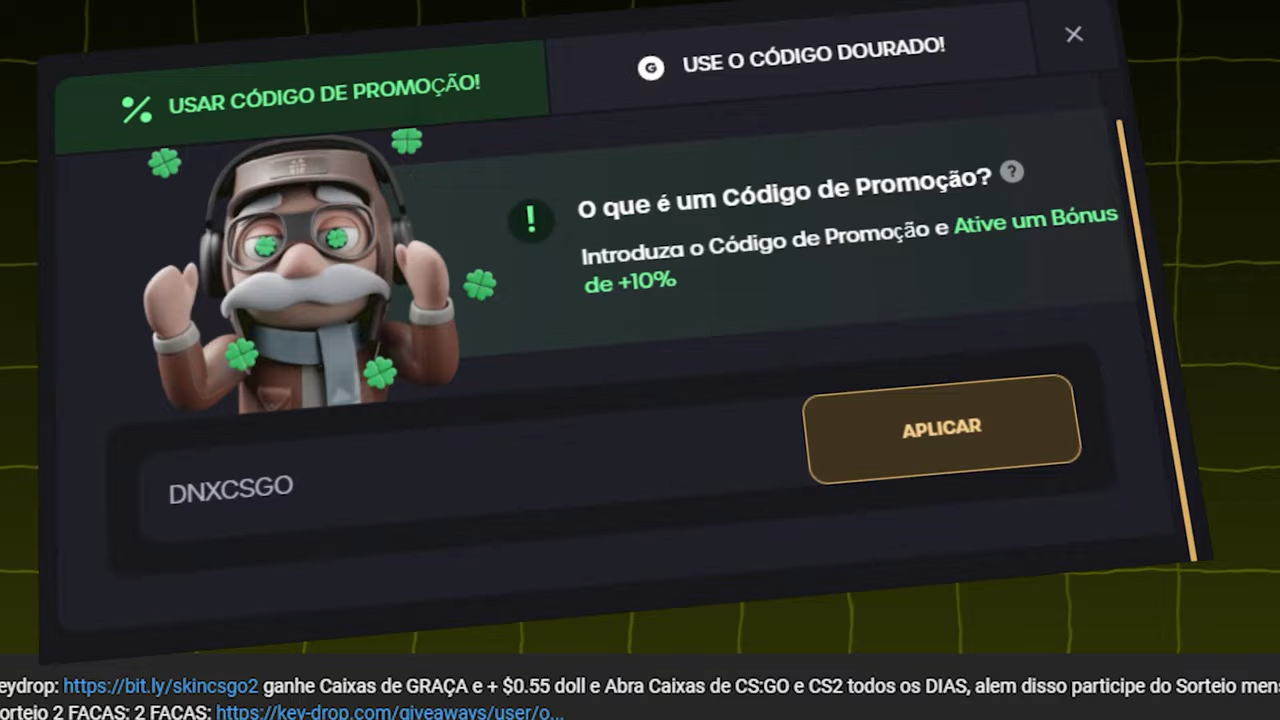 USAR CÓDIGO DE PROMOÇÃO!
G USE O CÓDIGO DOURADO!
O que é um Código de Promoção? ?
! Introduza o Código de Promoção e Ative um Bónus
de +10%
APLICAR
DNXCSGO
eydrop: https://bit.ly/skincsgo2 ganhe Caixas de GRAÇA e + $0.55 doll e Abra Caixas de CS:GO e CS2 todos os DIAS, alem disso participe do Sorteio mens
orteio 2 FACAS: 2 FACAS: https://key-drop.com/giveaways/user/o...